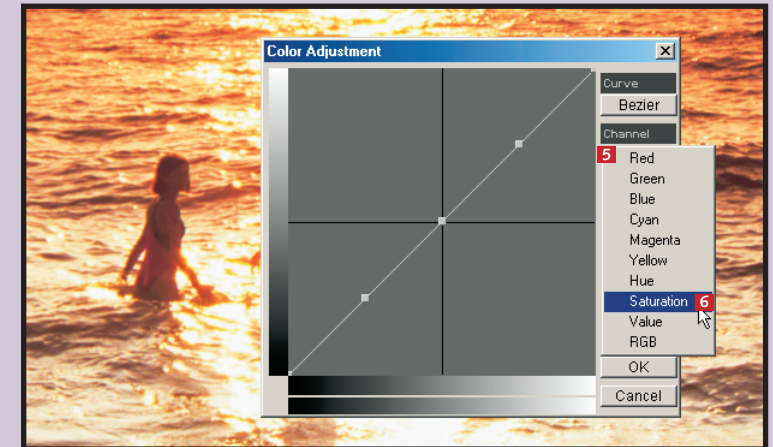 Color Adjustment
Curve
Bezier
Channel
5 Red
Green
Blue
Cyan
Magenta
Yellow
Hue
Saturation 6
Value
RGB
OK
Cancel